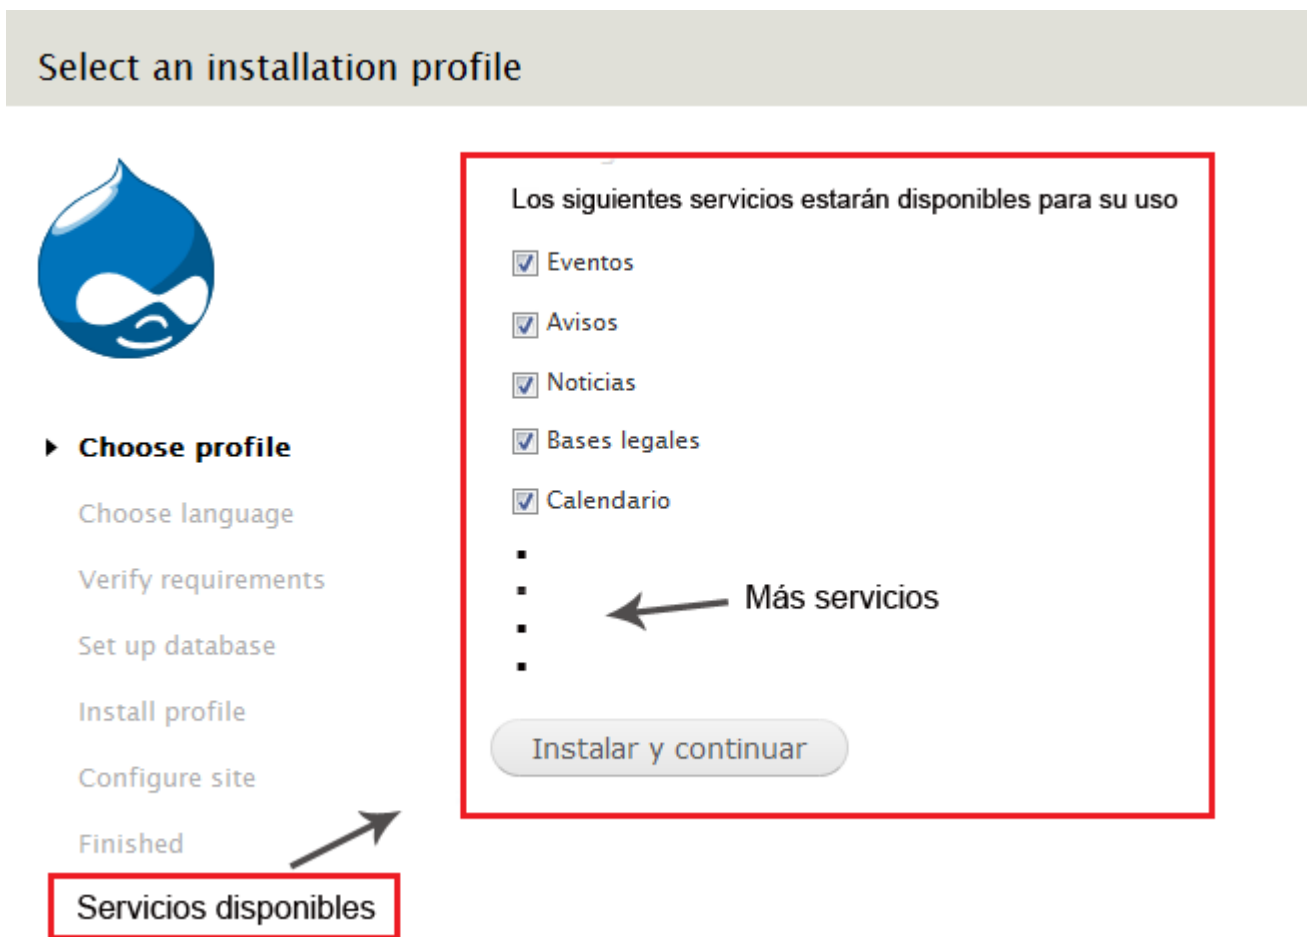 Select an installation profile
Los siguientes servicios estarán disponibles para su uso
Eventos
Avisos
Noticias
Bases legales
Calendario
Más servicios
Instalar y continuar
Choose profile
Choose language
Verify requirements
Set up database
Install profile
Configure site
Finished
Servicios disponibles